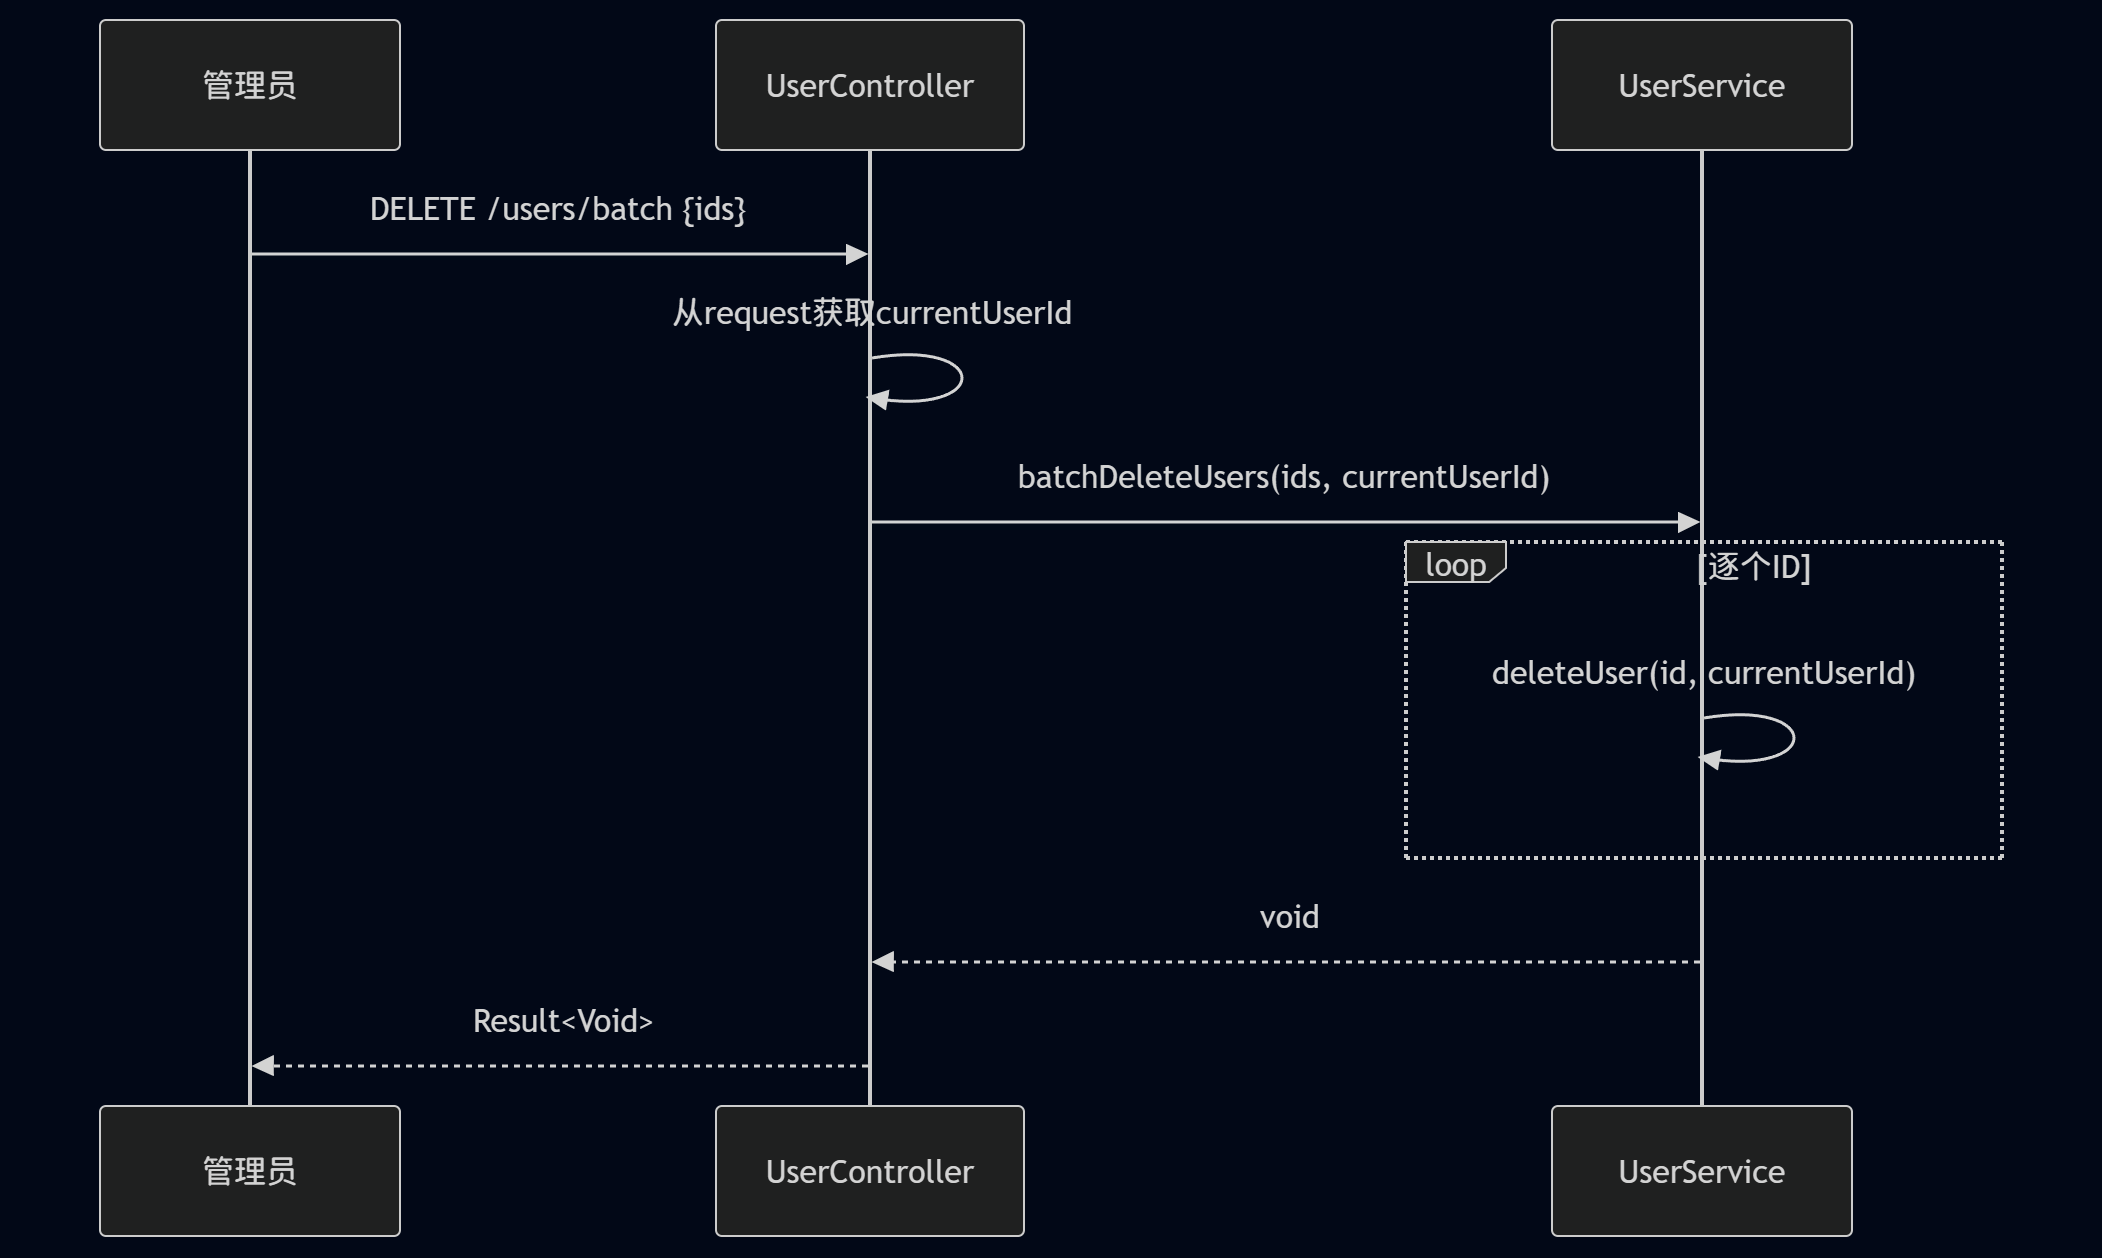 管理员
UserController
UserService
DELETE /users/batch {ids}
从request获取currentUserId
batchDeleteUsers(ids, currentUserId)
loop
[逐个ID]
deleteUser(id, currentUserId)
void
Result<Void>
管理员
UserController
UserService